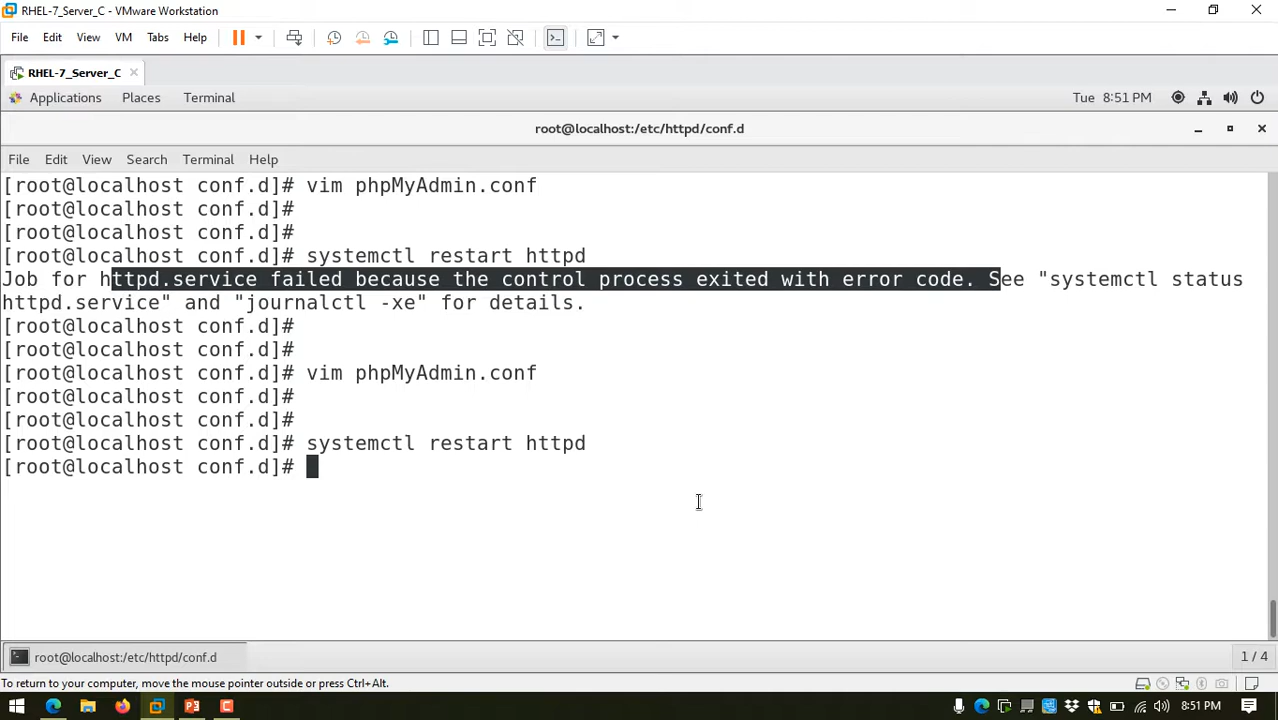 RHEL-7_Server_C - VMware Workstation
File Edit View VM Tabs Help
RHEL-7_Server_C
Applications Places Terminal Tue 8:51 PM
root@localhost:/etc/httpd/conf.d
File Edit View Search Terminal Help
[root@localhost conf.d]# vim phpMyAdmin.conf
[root@localhost conf.d]#
[root@localhost conf.d]#
[root@localhost conf.d]# systemctl restart httpd
Job for httpd.service failed because the control process exited with error code. See "systemctl status
httpd.service" and "journalctl -xe" for details.
[root@localhost conf.d]#
[root@localhost conf.d]#
[root@localhost conf.d]# vim phpMyAdmin.conf
[root@localhost conf.d]#
[root@localhost conf.d]#
[root@localhost conf.d]# systemctl restart httpd
[root@localhost conf.d]#
root@localhost:/etc/httpd/conf.d 1 / 4
To return to your computer, move the mouse pointer outside or press Ctrl+Alt.
8:51 PM